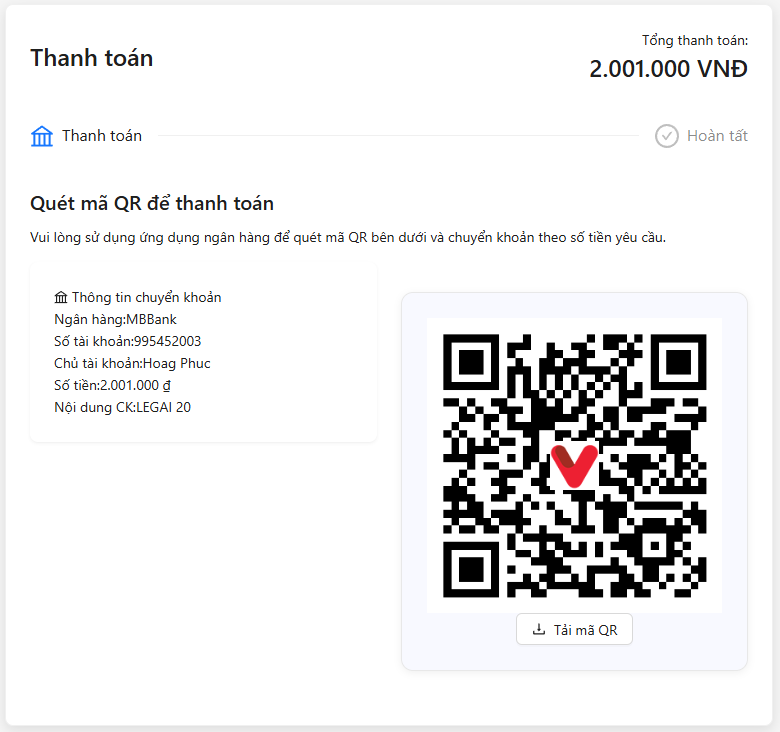 Thanh toán
Tổng thanh toán:
2.001.000 VNĐ
Thanh toán
Hoàn tất
Quét mã QR để thanh toán
Vui lòng sử dụng ứng dụng ngân hàng để quét mã QR bên dưới và chuyển khoản theo số tiền yêu cầu.
Thông tin chuyển khoản
Ngân hàng:MBBank
Số tài khoản:995452003
Chủ tài khoản:Hoag Phuc
Số tiền:2.001.000 ₫
Nội dung CK:LEGAI 20
Tải mã QR